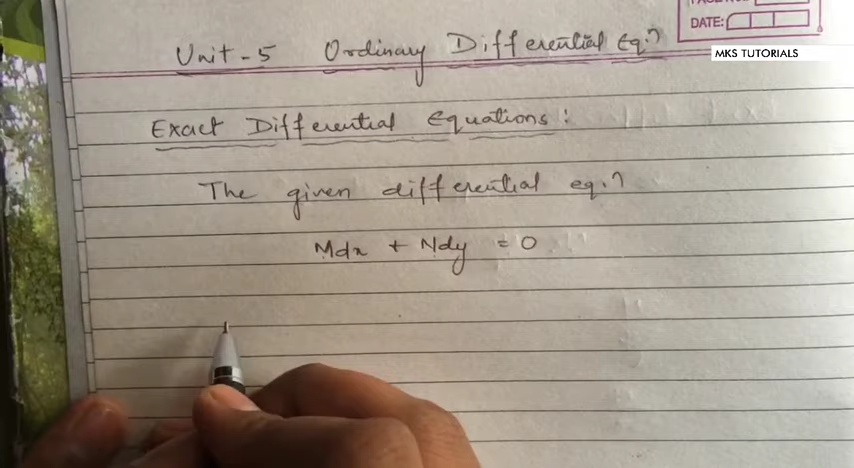 DATE:
MKS TUTORIALS
Unit-5 Ordinary Differential Eq.n
Exact Differential Equations:
The given differential eq.n
Mdx + Ndy = 0